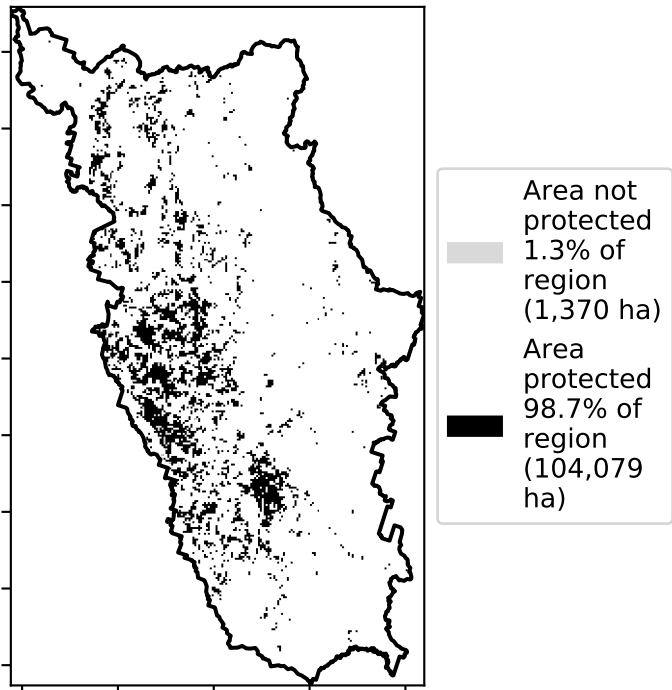 Area not
protected
1.3% of
region
(1,370 ha)
Area
protected
98.7% of
region
(104,079
ha)